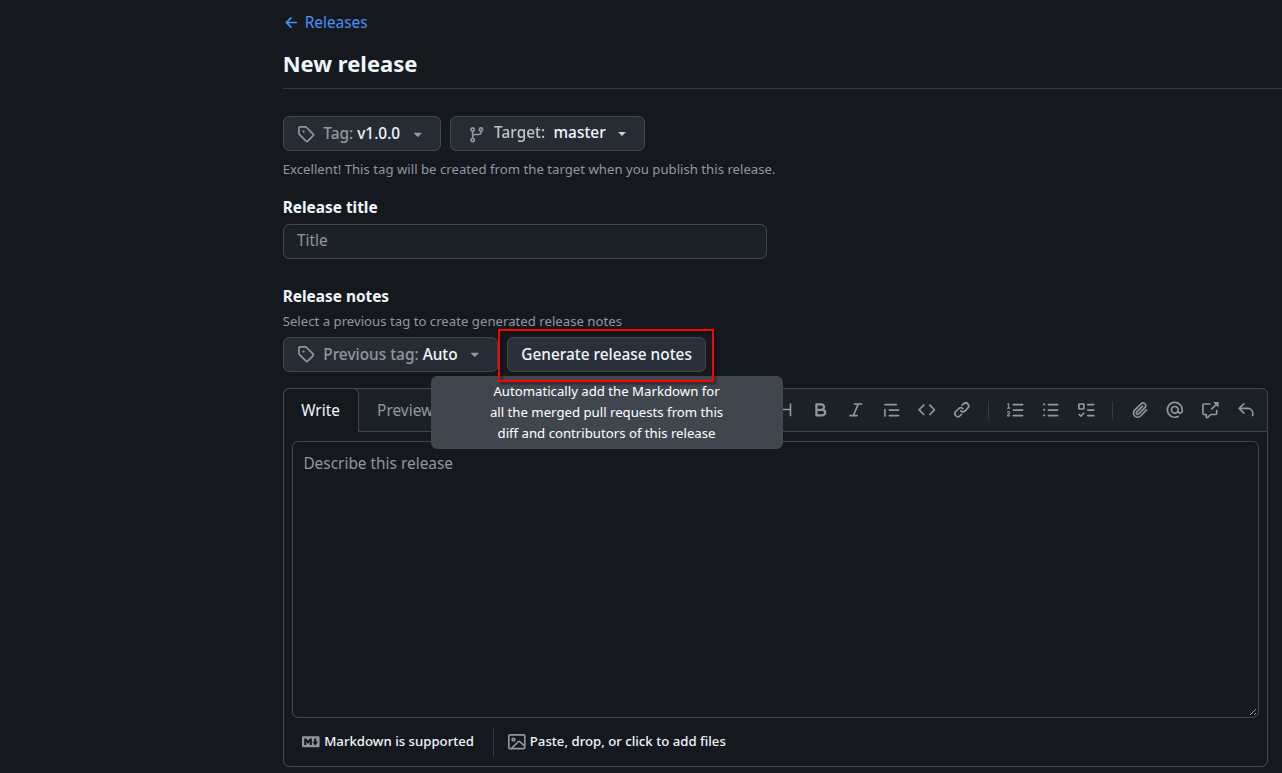 Releases
New release
Tag: v1.0.0
Target: master
Excellent! This tag will be created from the target when you publish this release.
Release title
Title
Release notes
Select a previous tag to create generated release notes
Previous tag: Auto
Generate release notes
Automatically add the Markdown for
all the merged pull requests from this
diff and contributors of this release
Write
Preview
Describe this release
Markdown is supported
Paste, drop, or click to add files